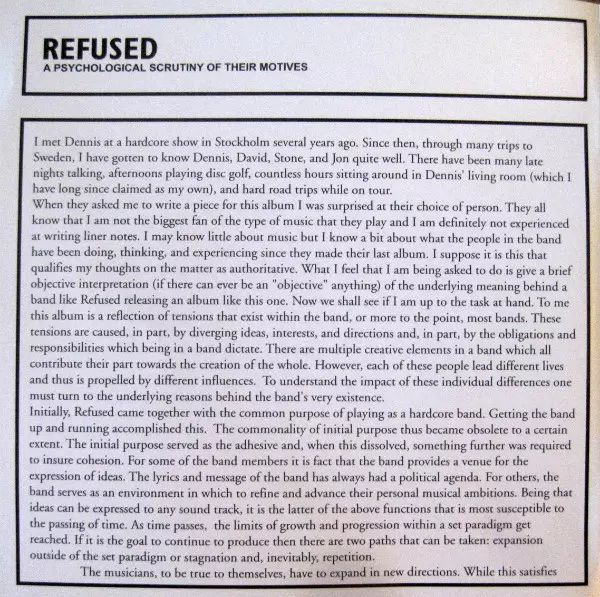 REFUSED
A PSYCHOLOGICAL SCRUTINY OF THEIR MOTIVES
I met Dennis at a hardcore show in Stockholm several years ago. Since then, through many trips to
Sweden, I have gotten to know Dennis, David, Stone, and Jon quite well. There have been many late
nights talking, afternoons playing disc golf, countless hours sitting around in Dennis' living room (which I
have long since claimed as my own), and hard road trips while on tour.
When they asked me to write a piece for this album I was surprised at their choice of person. They all
know that I am not the biggest fan of the type of music that they play and I am definitely not experienced
at writing liner notes. I may know little about music but I know a bit about what the people in the band
have been doing, thinking, and experiencing since they made their last album. I suppose it is this that
qualifies my thoughts on the matter as authoritative. What I feel that I am being asked to do is give a brief
objective interpretation (if there can ever be an "objective" anything) of the underlying meaning behind a
band like Refused releasing an album like this one. Now we shall see if I am up to the task at hand. To me
this album is a reflection of tensions that exist within the band, or more to the point, most bands. These
tensions are caused, in part, by diverging ideas, interests, and directions and, in part, by the obligations and
responsibilities which being in a band dictate. There are multiple creative elements in a band which all
contribute their part towards the creation of the whole. However, each of these people lead different lives
and thus is propelled by different influences. To understand the impact of these individual differences one
must turn to the underlying reasons behind the band's very existence.
Initially, Refused came together with the common purpose of playing as a hardcore band. Getting the band
up and running accomplished this. The commonality of initial purpose thus became obsolete to a certain
extent. The initial purpose served as the adhesive and, when this dissolved, something further was required
to insure cohesion. For some of the band members it is fact that the band provides a venue for the
expression of ideas. The lyrics and message of the band has always had a political agenda. For others, the
band serves as an environment in which to refine and advance their personal musical ambitions. Being that
ideas can be expressed to any sound track, it is the latter of the above functions that is most susceptible to
the passing of time. As time passes, the limits of growth and progression within a set paradigm get
reached. If it is the goal to continue to produce then there are two paths that can be taken: expansion
outside of the set paradigm or stagnation and, inevitably, repetition.
The musicians, to be true to themselves, have to expand in new directions. While this satisfies